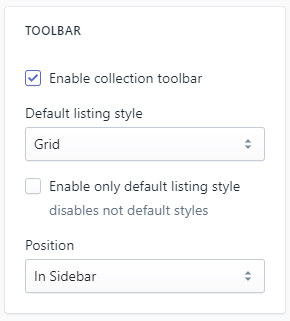 TOOLBAR
Enable collection toolbar
Default listing style
Grid
Enable only default listing style
disables not default styles
Position
In Sidebar